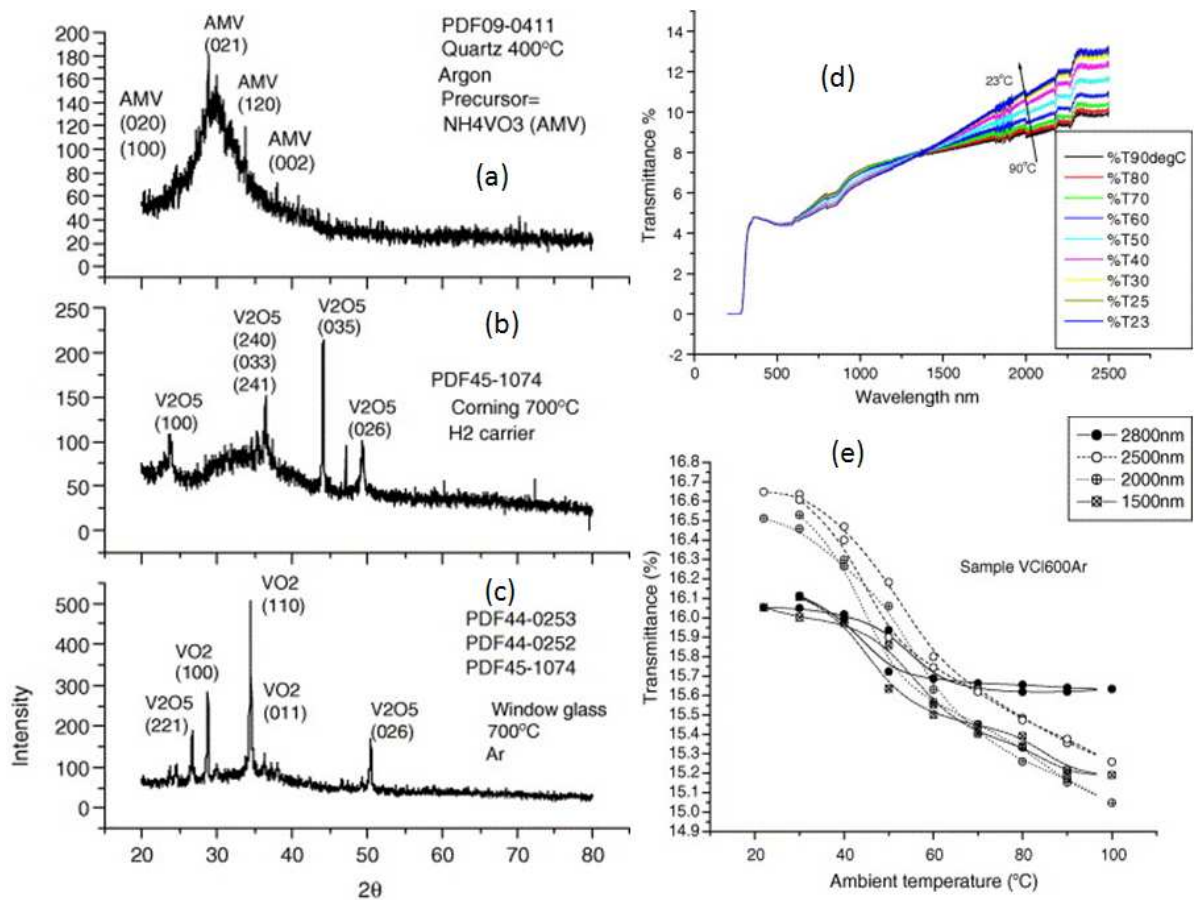 AMV
(021)
AMV
(020)
(100)
AMV
(120)
AMV
(002)
PDF09-0411
Quartz 400°C
Argon
Precursor=
NH4VO3 (AMV)
(a)
200
180
160
140
120
100
80
60
40
20
0
20 30 40 50 60 70 80
(b)
V2O5
(100)
V2O5
(240)
(033)
(241)
V2O5
(035)
V2O5
(026)
PDF45-1074
Corning 700°C
H2 carrier
250
200
150
100
50
0
(c)
V2O5
(221)
VO2
(100)
VO2
(110)
VO2
(011)
V2O5
(026)
PDF44-0253
PDF44-0252
PDF45-1074
Window glass
700°C
Ar
Intensity
500
400
300
200
100
0
10 20 30 40 50 60 70 80
2θ
(d)
Transmittance %
14
12
10
8
6
4
2
0
-2
23°C
90°C
%T90degC
%T80
%T70
%T60
%T50
%T40
%T30
%T25
%T23
0 500 1000 1500 2000 2500
Wavelength nm
(e)
2800nm
2500nm
2000nm
1500nm
Sample VCl600Ar
Transmittance (%)
16.8
16.7
16.6
16.5
16.4
16.3
16.2
16.1
16.0
15.9
15.8
15.7
15.6
15.5
15.4
15.3
15.2
15.1
15.0
14.9
20 40 60 80 100
Ambient temperature (°C)